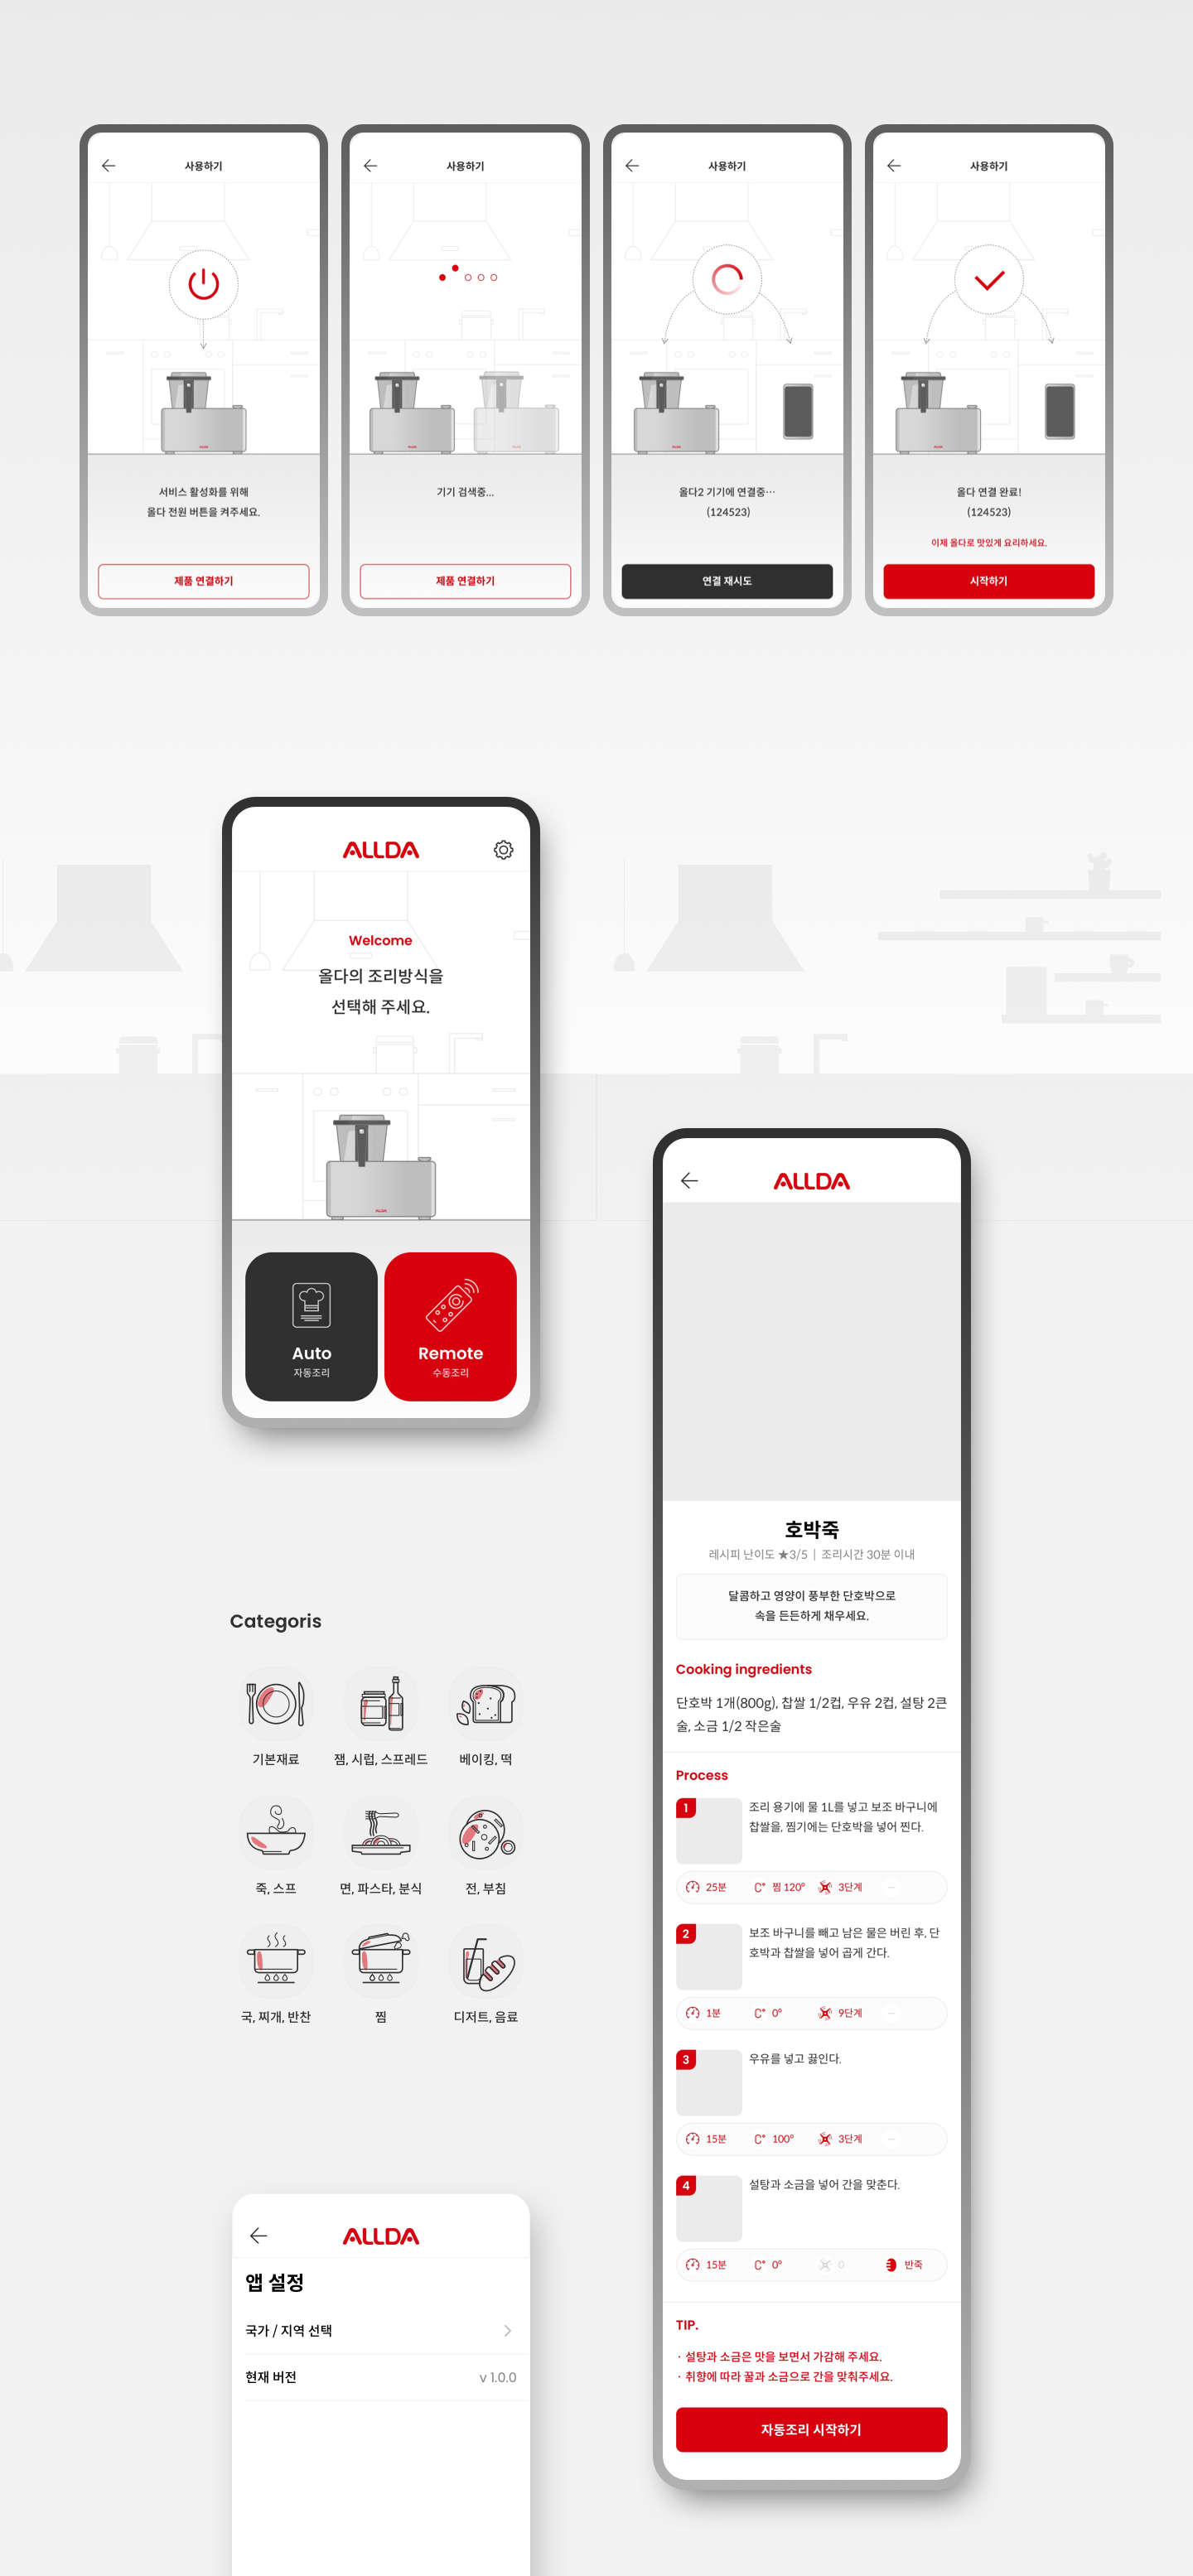 사용하기
서비스 활성화를 위해
올다 전원 버튼을 켜주세요.
제품 연결하기
사용하기
기기 검색중...
제품 연결하기
사용하기
올다2 기기에 연결중···
(124523)
연결 재시도
사용하기
올다 연결 완료!
(124523)
이제 올다로 맛있게 요리하세요.
시작하기
ALLDA
Welcome
올다의 조리방식을
선택해 주세요.
ALLDA
Auto
자동조리
Remote
수동조리
Categoris
기본재료
잼, 시럽, 스프레드
베이킹, 떡
죽, 스프
면, 파스타, 분식
전, 부침
국, 찌개, 반찬
찜
디저트, 음료
ALLDA
앱 설정
국가 / 지역 선택
현재 버전
v 1.0.0
ALLDA
호박죽
레시피 난이도 ★3/5 | 조리시간 30분 이내
달콤하고 영양이 풍부한 단호박으로
속을 든든하게 채우세요.
Cooking ingredients
단호박 1개(800g), 찹쌀 1/2컵, 우유 2컵, 설탕 2큰
술, 소금 1/2 작은술
Process
1
조리 용기에 물 1L를 넣고 보조 바구니에
찹쌀을, 찜기에는 단호박을 넣어 찐다.
25분 C° 찜 120° 3단계
2
보조 바구니를 빼고 남은 물은 버린 후, 단
호박과 찹쌀을 넣어 곱게 간다.
1분 C° 0° 9단계
3
우유를 넣고 끓인다.
15분 C° 100° 3단계
4
설탕과 소금을 넣어 간을 맞춘다.
15분 C° 0° 0 반죽
TIP.
· 설탕과 소금은 맛을 보면서 가감해 주세요.
· 취향에 따라 꿀과 소금으로 간을 맞춰주세요.
자동조리 시작하기